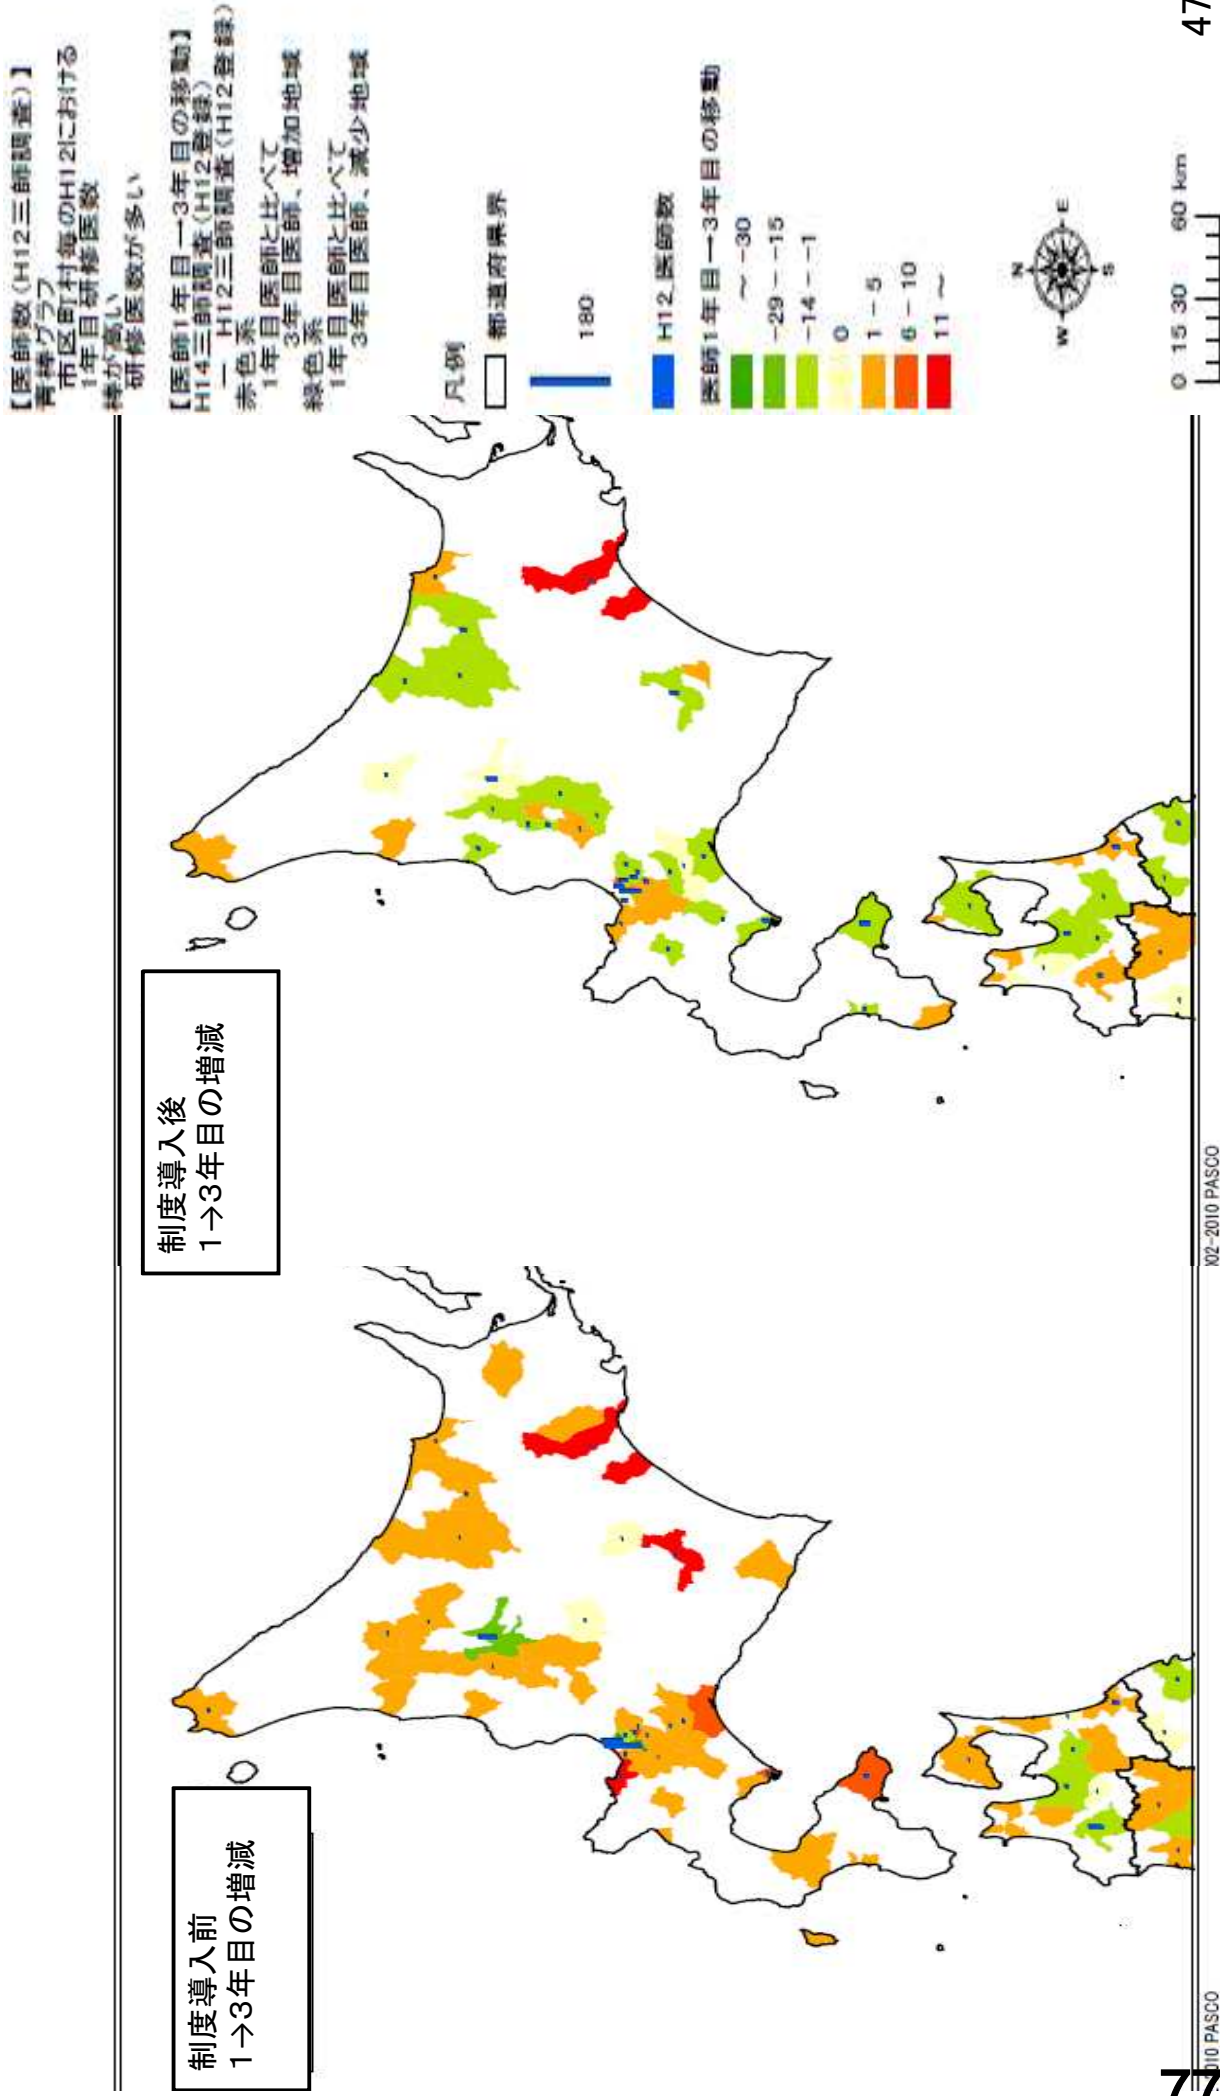 制度導入前
1→3年目の増減
制度導入後
1→3年目の増減
【医師数(H12三師調査)】
青棒グラフ
市区町村毎のH12における
1年目研修医数
棒が高い
研修医数が多い
【医師1年目→3年目の移動】
H14三師調査(H12登録)
－ H12三師調査(H12登録)
赤色系
1年目医師と比べて
3年目医師、増加地域
緑色系
1年目医師と比べて
3年目医師、減少地域
凡例
都道府県界
180
H12_医師数
医師1年目→3年目の移動
～ -30
-29 - -15
-14 - -1
0
1 - 5
6 - 10
11 ～
N
W
E
S
0 15 30 60 km
010 PASCO
02-2010 PASCO
77
47